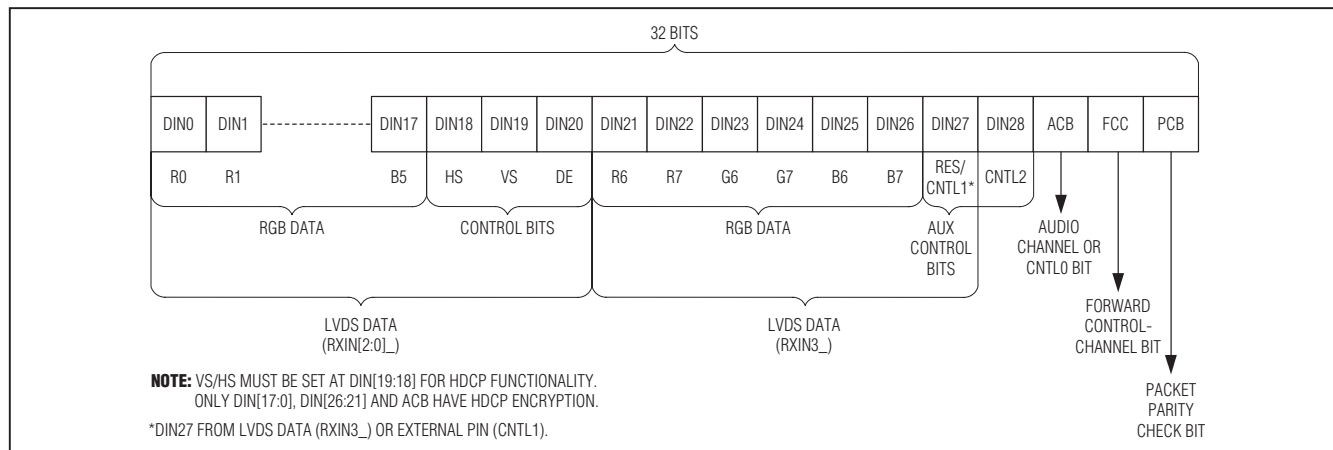 32 BITS
DIN0 DIN1 DIN17 DIN18 DIN19 DIN20 DIN21 DIN22 DIN23 DIN24 DIN25 DIN26 DIN27 DIN28 ACB FCC PCB
R0 R1 B5 HS VS DE R6 R7 G6 G7 B6 B7 RES/ CNTL1* CNTL2
RGB DATA CONTROL BITS RGB DATA
AUX
CONTROL
BITS
AUDIO
CHANNEL OR
CNTL0 BIT
LVDS DATA
(RXIN[2:0]_)
LVDS DATA
(RXIN3_)
FORWARD
CONTROL-
CHANNEL BIT
PACKET
PARITY
CHECK BIT
NOTE: VS/HS MUST BE SET AT DIN[19:18] FOR HDCP FUNCTIONALITY.
ONLY DIN[17:0], DIN[26:21] AND ACB HAVE HDCP ENCRYPTION.
*DIN27 FROM LVDS DATA (RXIN3_) OR EXTERNAL PIN (CNTL1).